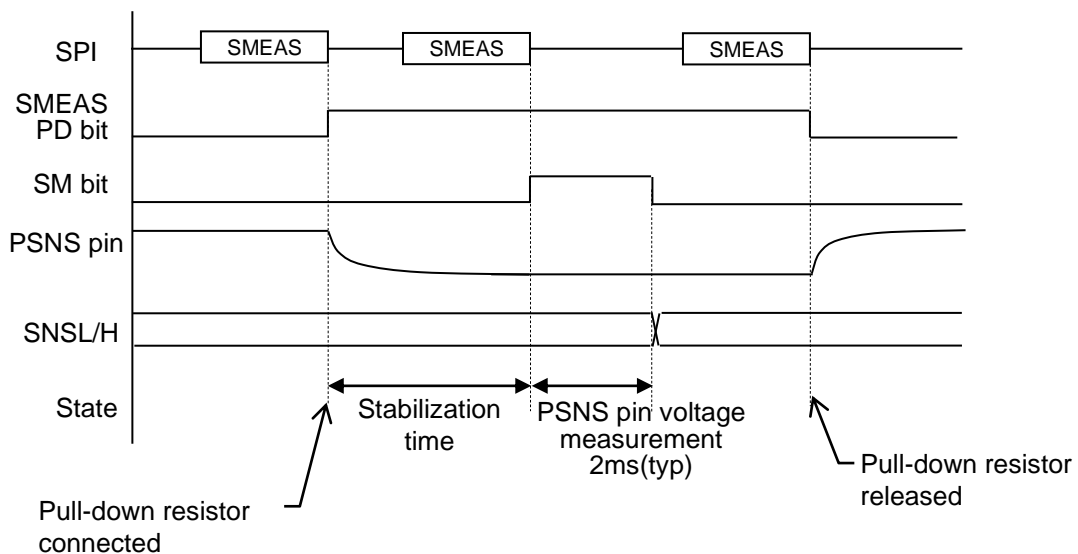 SPI
SMEAS
SMEAS
SMEAS
SMEAS
PD bit
SM bit
PSNS pin
SNSL/H
State
Stabilization
time
PSNS pin voltage
measurement
2ms(typ)
Pull-down resistor
connected
Pull-down resistor
released